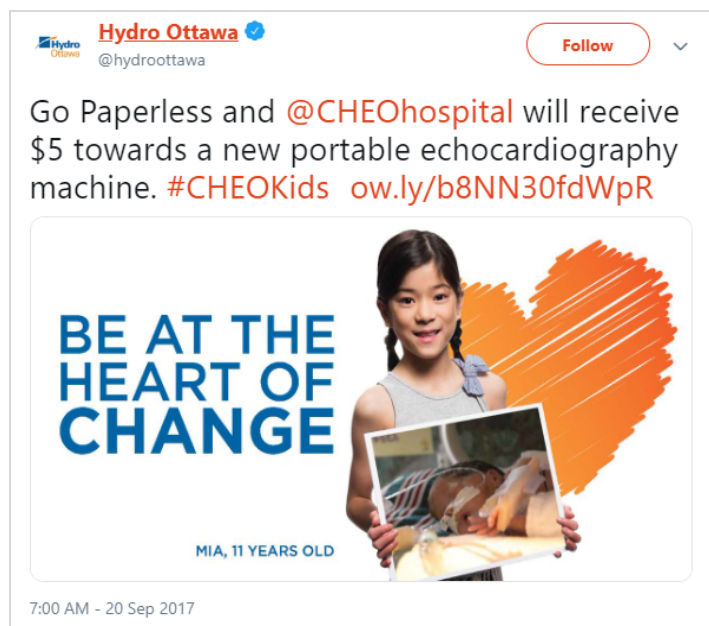 Hydro Ottawa
Hydro
Ottawa
@hydroottawa
Follow
Go Paperless and @CHEOhospital will receive
$5 towards a new portable echocardiography
machine. #CHEOKids ow.ly/b8NN30fdWpR
BE AT THE
HEART OF
CHANGE
MIA, 11 YEARS OLD
7:00 AM - 20 Sep 2017